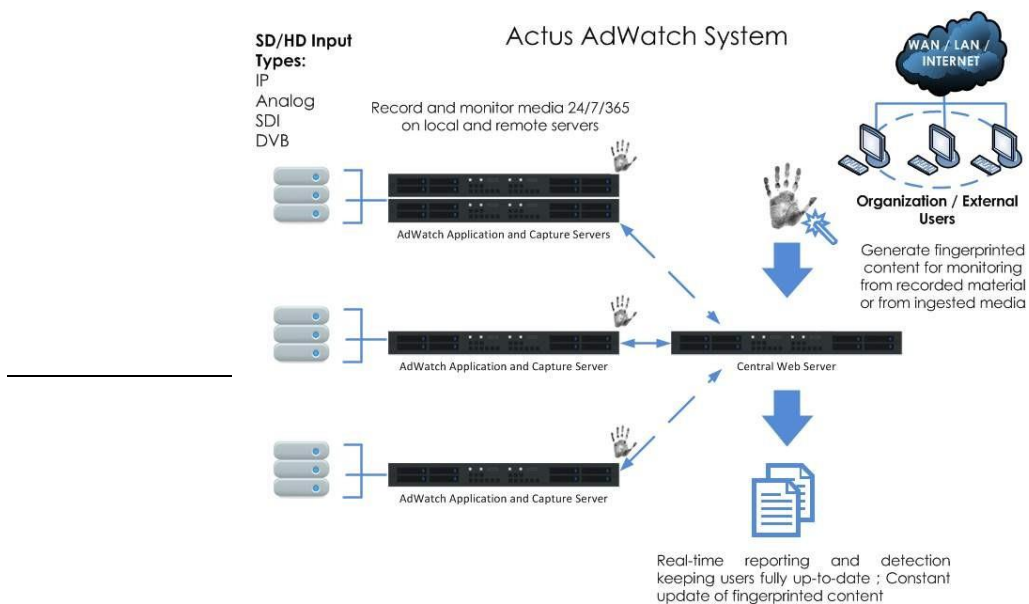 Actus AdWatch System
SD/HD Input
Types:
IP
Analog
SDI
DVB
Record and monitor media 24/7/365
on local and remote servers
WAN / LAN /
INTERNET
Organization / External
Users
Generate fingerprinted
content for monitoring
from recorded material
or from ingested media
AdWatch Application and Capture Servers
AdWatch Application and Capture Server
Central Web Server
AdWatch Application and Capture Server
Real-time reporting and detection
keeping users fully up-to-date ; Constant
update of fingerprinted content